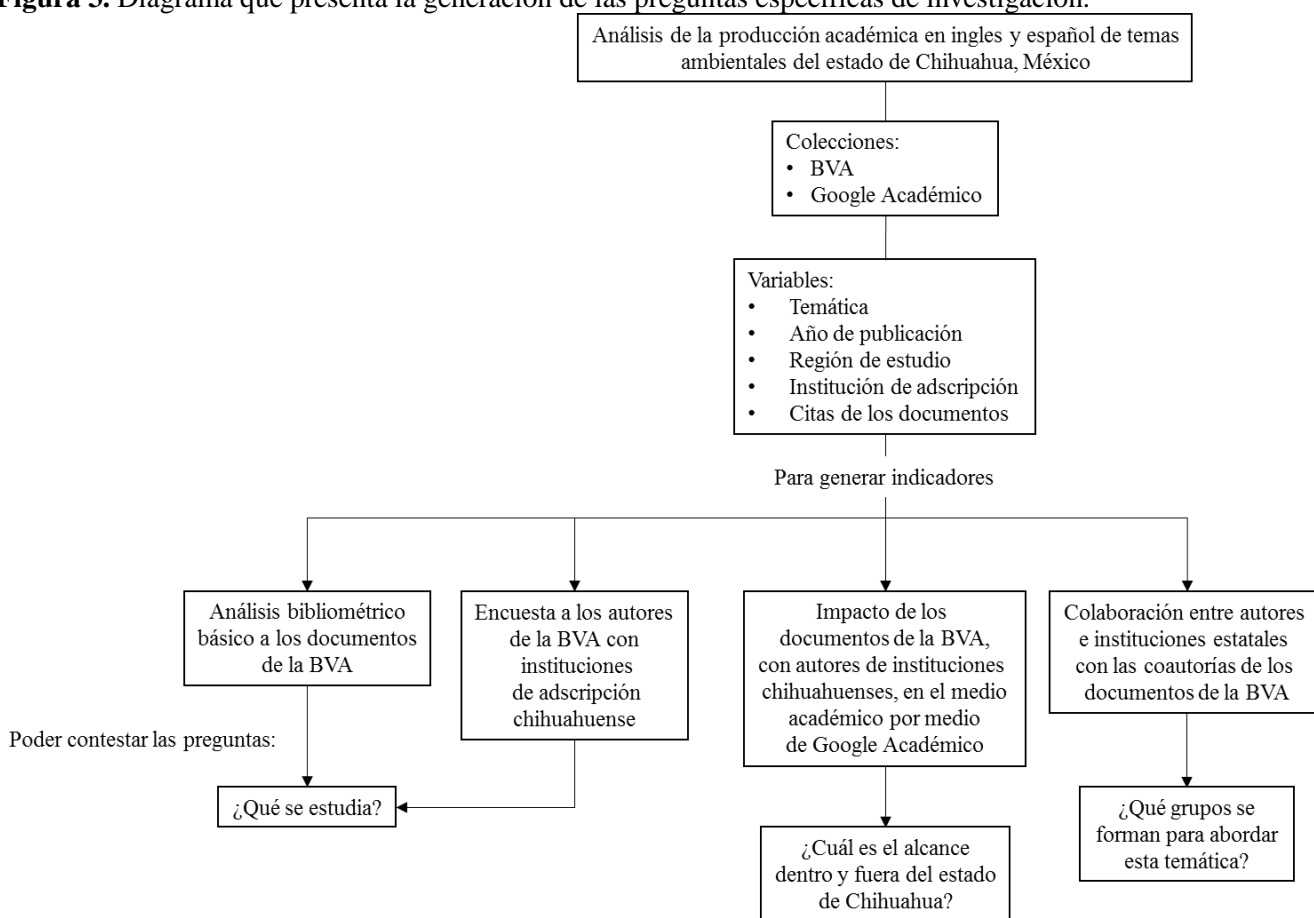 Figura 3. Diagrama que presenta la generación de las preguntas específicas de investigación.
Análisis de la producción académica en ingles y español de temas
ambientales del estado de Chihuahua, México
Colecciones:
• BVA
• Google Académico
Variables:
• Temática
• Año de publicación
• Región de estudio
• Institución de adscripción
• Citas de los documentos
Para generar indicadores
Análisis bibliométrico
básico a los documentos
de la BVA
Encuesta a los autores
de la BVA con
instituciones
de adscripción
chihuahuense
Impacto de los
documentos de la BVA,
con autores de instituciones
chihuahuenses, en el medio
académico por medio
de Google Académico
Colaboración entre autores
e instituciones estatales
con las coautorías de los
documentos de la BVA
Poder contestar las preguntas:
¿Qué se estudia?
¿Cuál es el alcance
dentro y fuera del estado
de Chihuahua?
¿Qué grupos se
forman para abordar
esta temática?